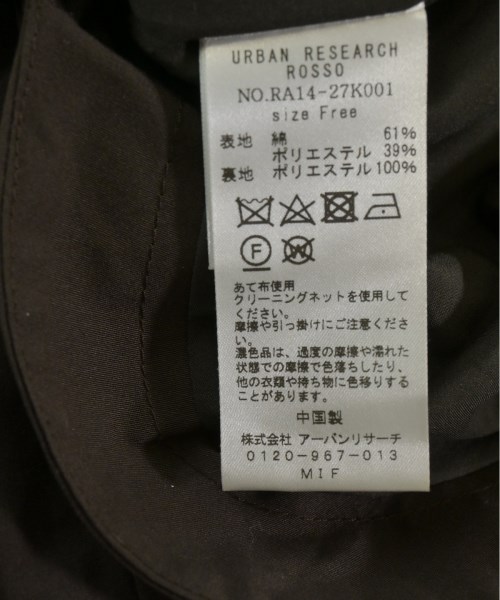 URBAN RESEARCH
ROSSO
NO.RA14-27K001
size Free
表地 綿 61%
ポリエステル 39%
裏地 ポリエステル 100%
F
W
あて布使用
クリーニングネットを使用して
ください。
摩擦や引っ掛けにご注意くださ
い。
濃色品は、過度の摩擦や濡れた
状態での摩擦で色落ちしたり、
他の衣類や持ち物に色移りする
ことがあります。
中国製
株式会社 アーバンリサーチ
0120-967-013
MIF